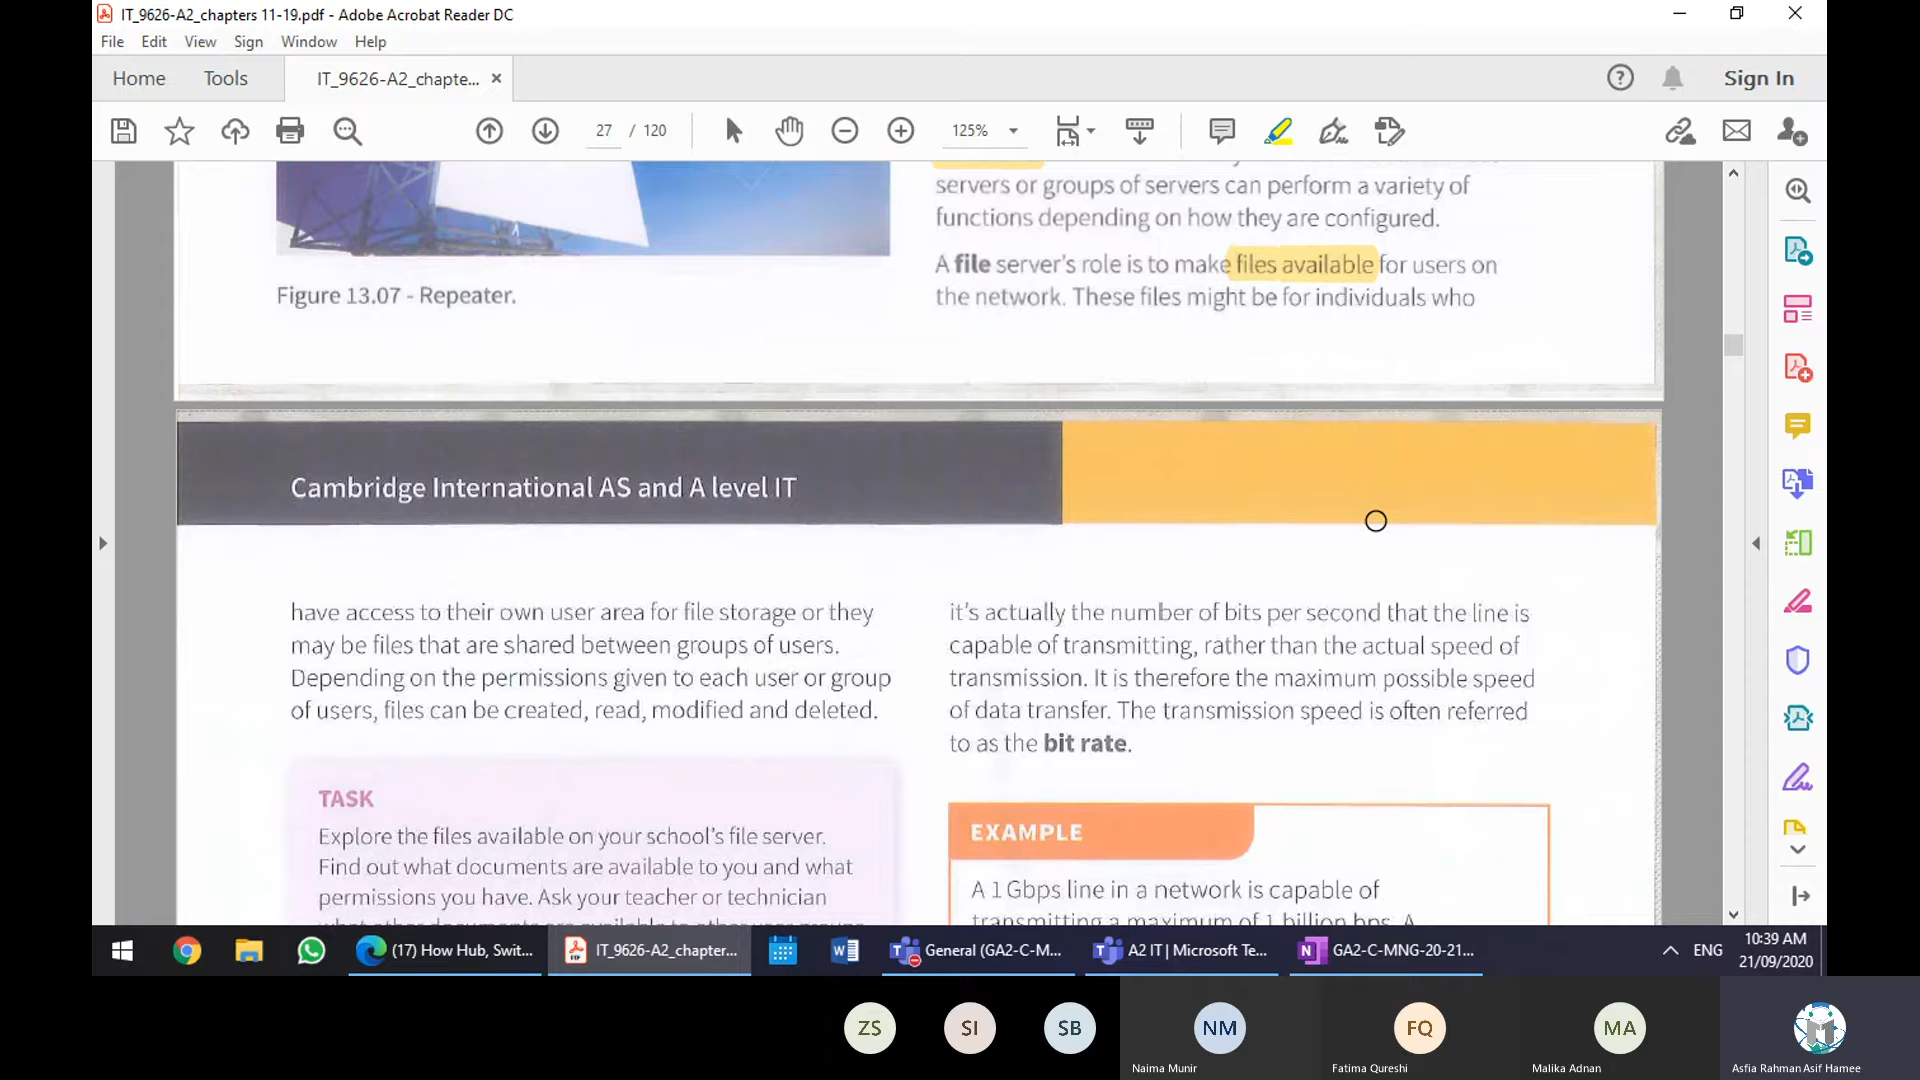 IT_9626-A2_chapters 11-19.pdf - Adobe Acrobat Reader DC
File Edit View Sign Window Help
Home Tools IT_9626-A2_chapte... × Sign In
27 / 120 125%
servers or groups of servers can perform a variety of
functions depending on how they are configured.
A file server's role is to make files available for users on
the network. These files might be for individuals who
Figure 13.07 - Repeater.
Cambridge International AS and A level IT
have access to their own user area for file storage or they
may be files that are shared between groups of users.
Depending on the permissions given to each user or group
of users, files can be created, read, modified and deleted.
TASK
Explore the files available on your school's file server.
Find out what documents are available to you and what
permissions you have. Ask your teacher or technician
it's actually the number of bits per second that the line is
capable of transmitting, rather than the actual speed of
transmission. It is therefore the maximum possible speed
of data transfer. The transmission speed is often referred
to as the bit rate.
EXAMPLE
A 1 Gbps line in a network is capable of
transmitting a maximum of 1 billion bps. A
(17) How Hub, Swit... IT_9626-A2_chapter... General (GA2-C-M... A2 IT | Microsoft Te... GA2-C-MNG-20-21... ENG 10:39 AM
21/09/2020
ZS SI SB NM FQ MA
Naima Munir Fatima Qureshi Malika Adnan Asfia Rahman Asif Hamee